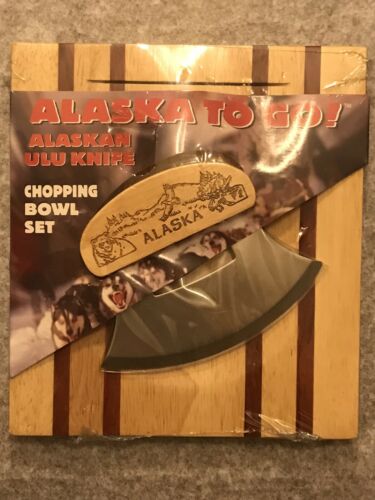 ALASKA TO GO!
ALASKAN
ULU KNIFE
CHOPPING
BOWL
SET
ALASKA